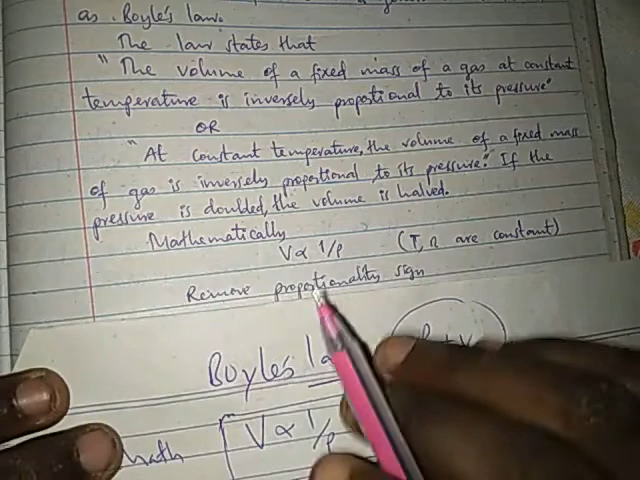 as Boyle's law.
The law states that
"The volume of a fixed mass of a gas at constant
temperature is inversely proportional to its pressure"
OR
"At constant temperature, the volume of a fixed mass
of gas is inversely proportional to its pressure." If the
pressure is doubled, the volume is halved.
Mathematically
V ∝ 1/P (T, n are constant)
Remove proportionality sign
Boyle's la
Math V ∝ 1/P